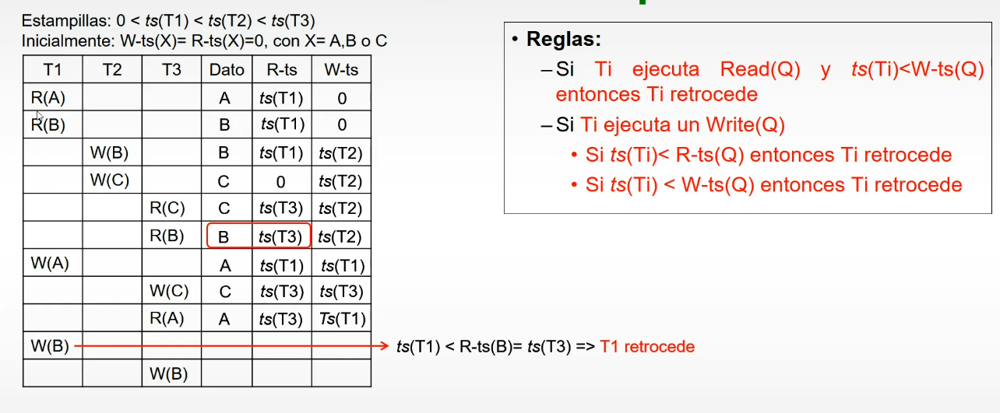 Estampillas: 0 < ts(T1) < ts(T2) < ts(T3)
Inicialmente: W-ts(X)= R-ts(X)=0, con X= A,B o C
T1 T2 T3 Dato R-ts W-ts
R(A) A ts(T1) 0
R(B) B ts(T1) 0
W(B) B ts(T1) ts(T2)
W(C) C 0 ts(T2)
R(C) C ts(T3) ts(T2)
R(B) B ts(T3) ts(T2)
W(A) A ts(T1) ts(T1)
W(C) C ts(T3) ts(T3)
R(A) A ts(T3) Ts(T1)
W(B) ts(T1) < R-ts(B)= ts(T3) => T1 retrocede
W(B)
• Reglas:
–Si Ti ejecuta Read(Q) y ts(Ti)<W-ts(Q)
entonces Ti retrocede
–Si Ti ejecuta un Write(Q)
• Si ts(Ti)< R-ts(Q) entonces Ti retrocede
• Si ts(Ti) < W-ts(Q) entonces Ti retrocede